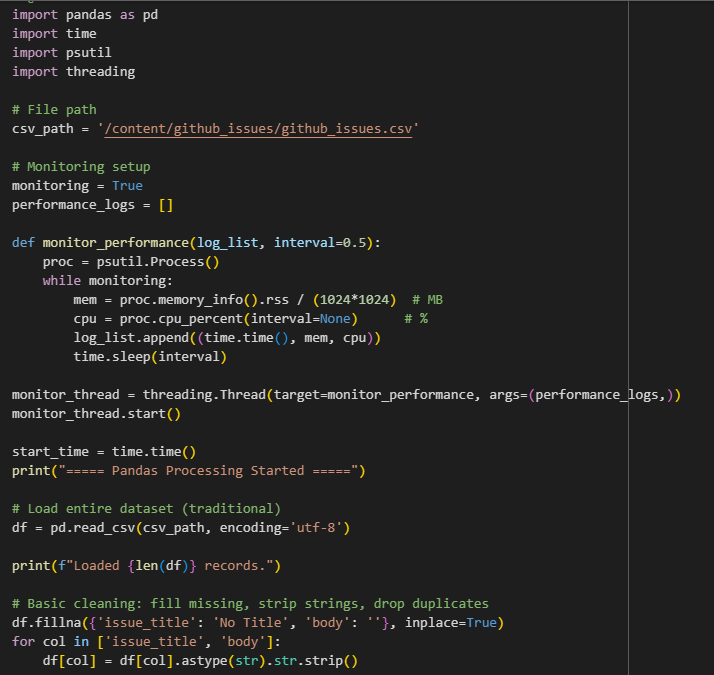 import pandas as pd
import time
import psutil
import threading

# File path
csv_path = '/content/github_issues/github_issues.csv'

# Monitoring setup
monitoring = True
performance_logs = []

def monitor_performance(log_list, interval=0.5):
    proc = psutil.Process()
    while monitoring:
        mem = proc.memory_info().rss / (1024*1024)  # MB
        cpu = proc.cpu_percent(interval=None)      # %
        log_list.append((time.time(), mem, cpu))
        time.sleep(interval)

monitor_thread = threading.Thread(target=monitor_performance, args=(performance_logs,))
monitor_thread.start()

start_time = time.time()
print("===== Pandas Processing Started =====")

# Load entire dataset (traditional)
df = pd.read_csv(csv_path, encoding='utf-8')

print(f"Loaded {len(df)} records.")

# Basic cleaning: fill missing, strip strings, drop duplicates
df.fillna({'issue_title': 'No Title', 'body': ''}, inplace=True)
for col in ['issue_title', 'body']:
    df[col] = df[col].astype(str).str.strip()